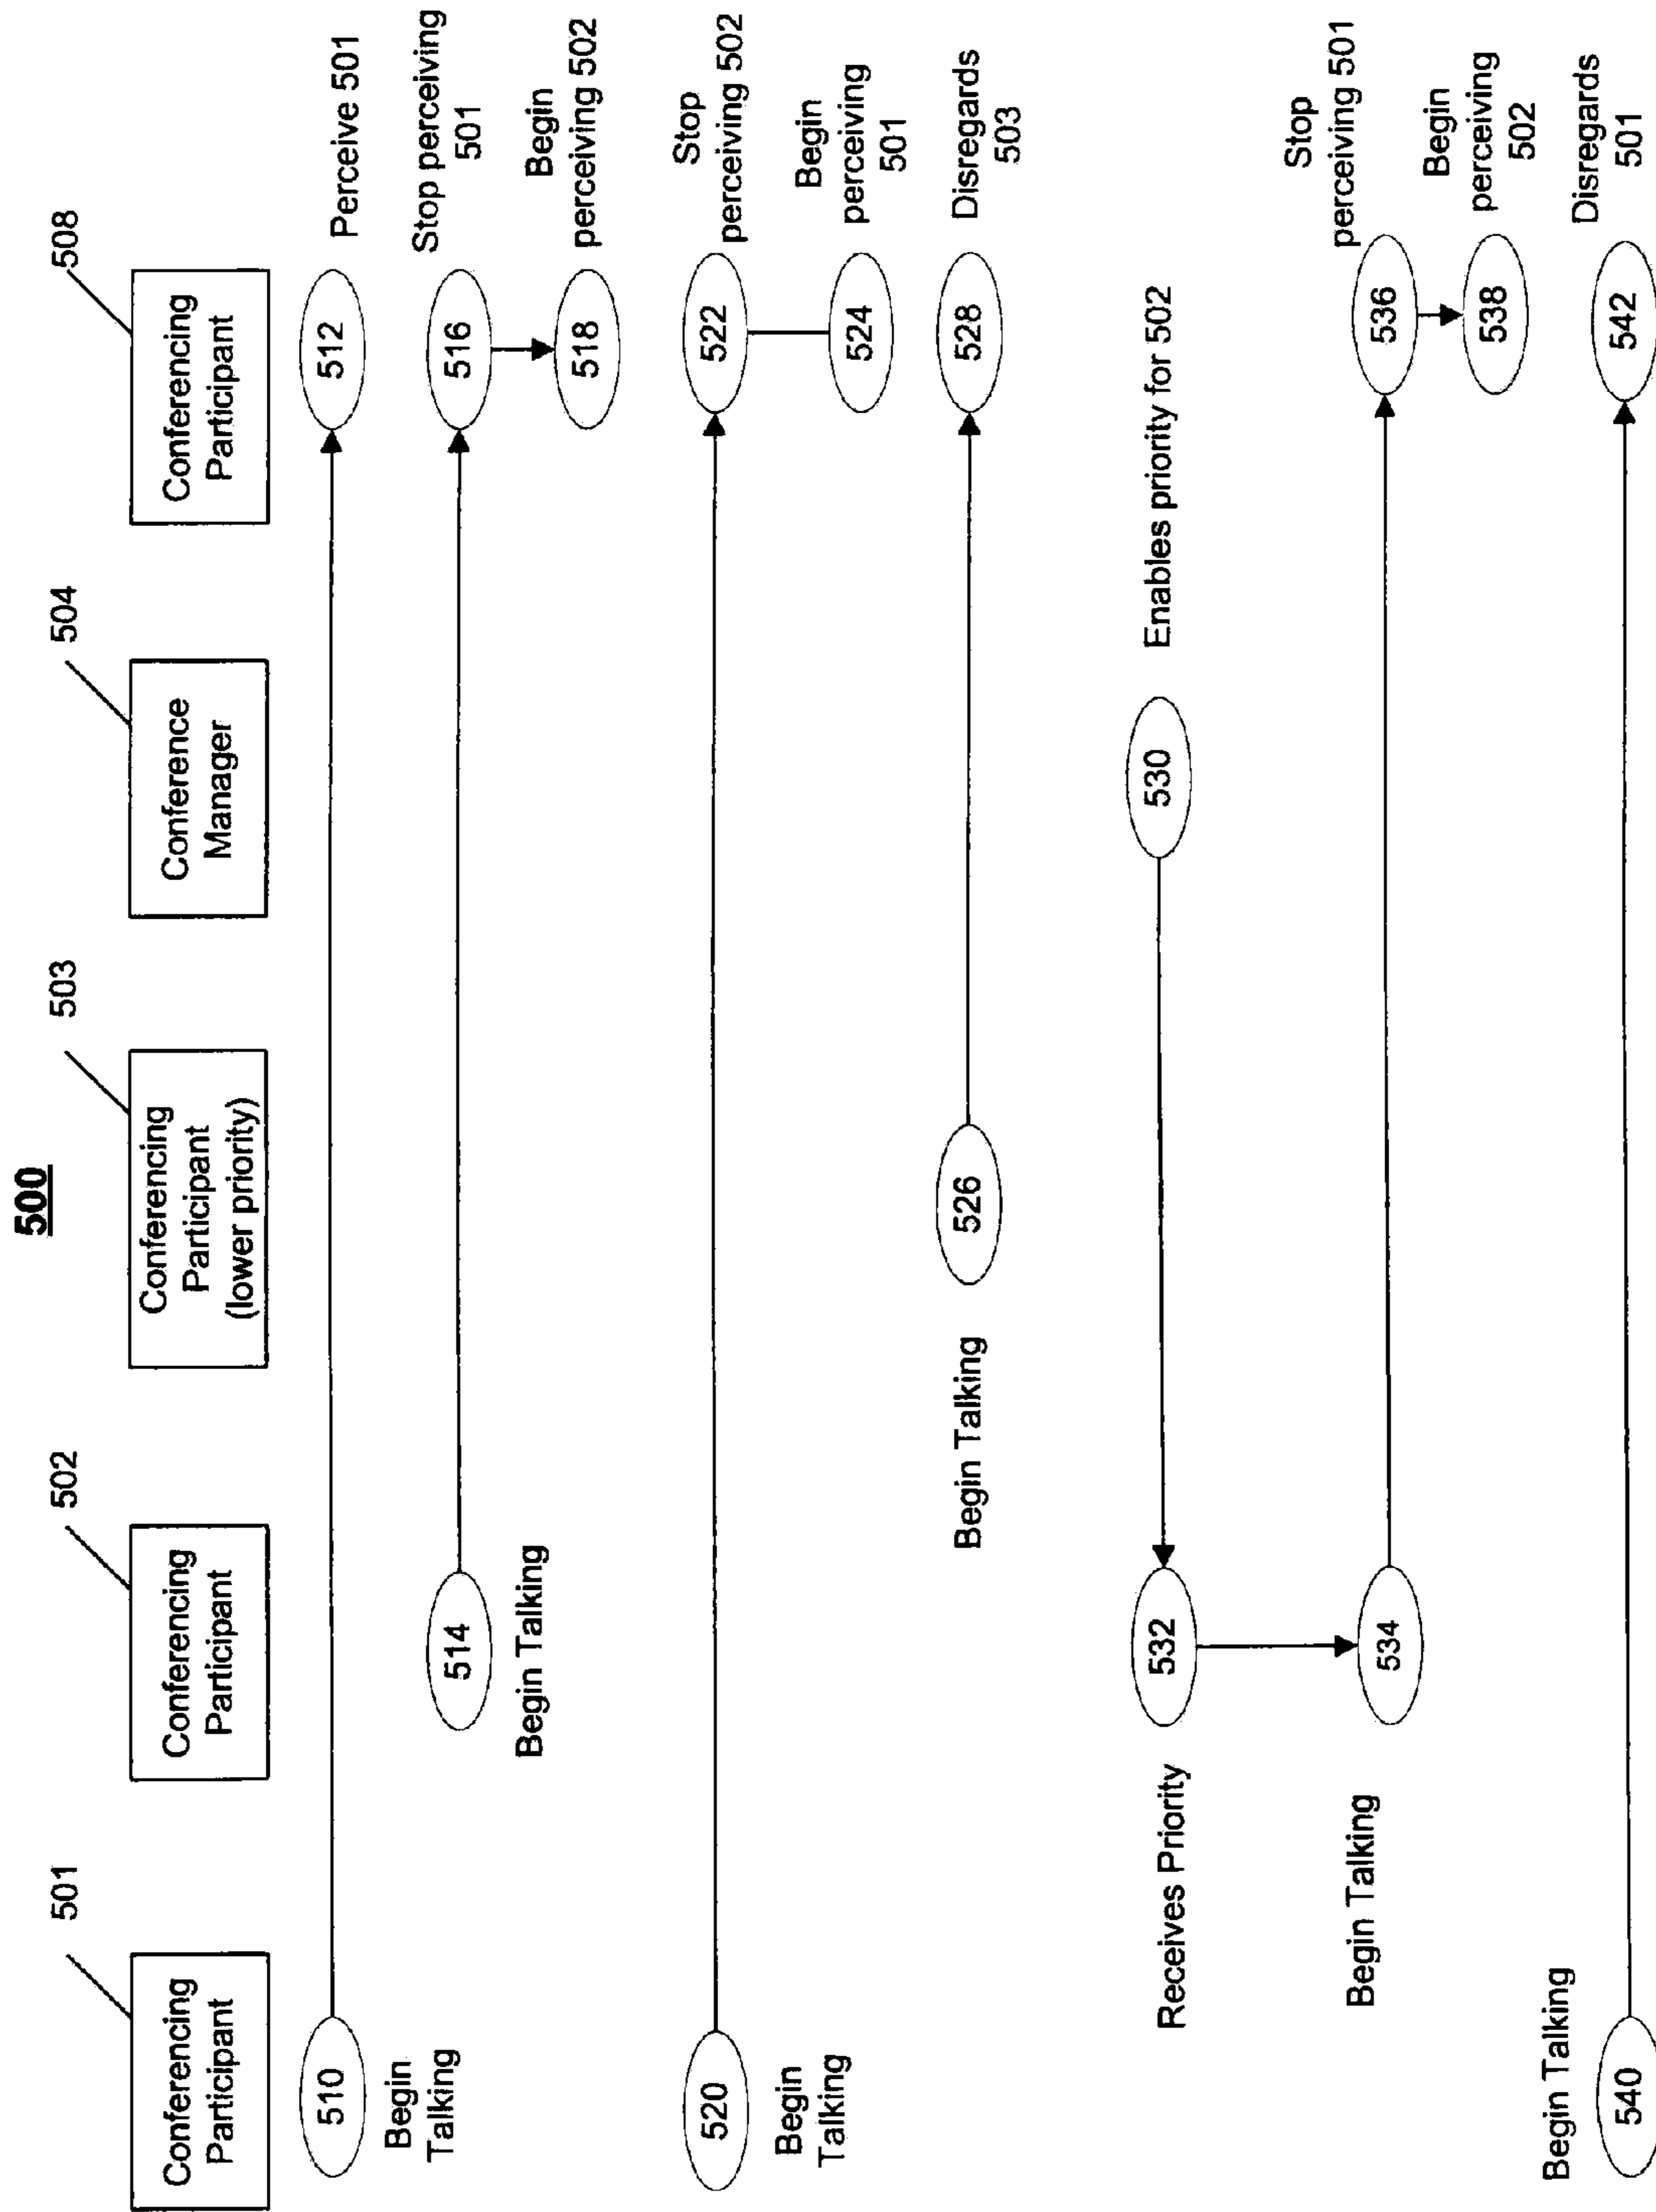 500
501
502
503
504
508
Conferencing
Participant
Conferencing
Participant
Conferencing
Participant
(lower priority)
Conference
Manager
Conferencing
Participant
510
Begin
Talking
512
Perceive 501
514
Begin Talking
516
Stop perceiving
501
518
Begin
perceiving 502
520
Begin
Talking
522
Stop
perceiving 502
524
Begin
perceiving
501
Begin Talking
526
528
Disregards
503
530
Enables priority for 502
Receives Priority
532
Begin Talking
534
536
Stop
perceiving 501
538
Begin
perceiving
502
Begin Talking
540
542
Disregards
501